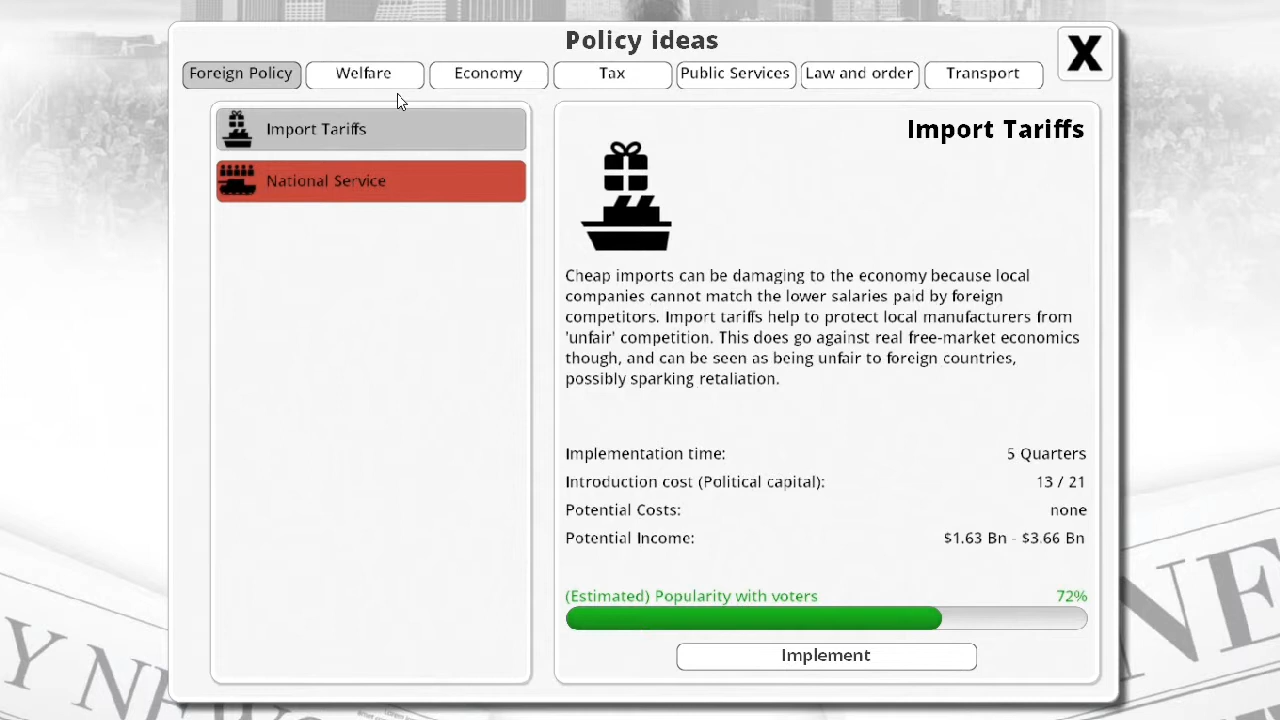 Policy ideas
X
Foreign Policy
Welfare
Economy
Tax
Public Services
Law and order
Transport
Import Tariffs
National Service
Import Tariffs
Cheap imports can be damaging to the economy because local
companies cannot match the lower salaries paid by foreign
competitors. Import tariffs help to protect local manufacturers from
'unfair' competition. This does go against real free-market economics
though, and can be seen as being unfair to foreign countries,
possibly sparking retaliation.
Implementation time: 5 Quarters
Introduction cost (Political capital): 13 / 21
Potential Costs: none
Potential Income: $1.63 Bn - $3.66 Bn
(Estimated) Popularity with voters 72%
Implement
Y NEWS
NE